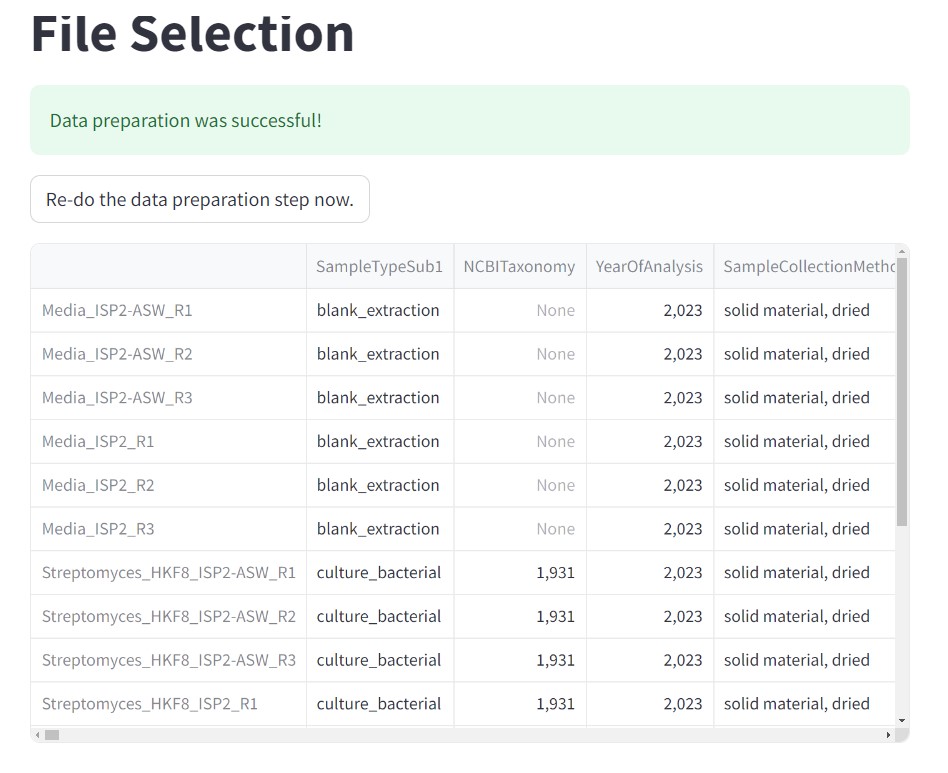 File Selection
Data preparation was successful!
Re-do the data preparation step now.
SampleTypeSub1 NCBITaxonomy YearOfAnalysis SampleCollectionMetho
Media_ISP2-ASW_R1 blank_extraction None 2,023 solid material, dried
Media_ISP2-ASW_R2 blank_extraction None 2,023 solid material, dried
Media_ISP2-ASW_R3 blank_extraction None 2,023 solid material, dried
Media_ISP2_R1 blank_extraction None 2,023 solid material, dried
Media_ISP2_R2 blank_extraction None 2,023 solid material, dried
Media_ISP2_R3 blank_extraction None 2,023 solid material, dried
Streptomyces_HKF8_ISP2-ASW_R1 culture_bacterial 1,931 2,023 solid material, dried
Streptomyces_HKF8_ISP2-ASW_R2 culture_bacterial 1,931 2,023 solid material, dried
Streptomyces_HKF8_ISP2-ASW_R3 culture_bacterial 1,931 2,023 solid material, dried
Streptomyces_HKF8_ISP2_R1 culture_bacterial 1,931 2,023 solid material, dried